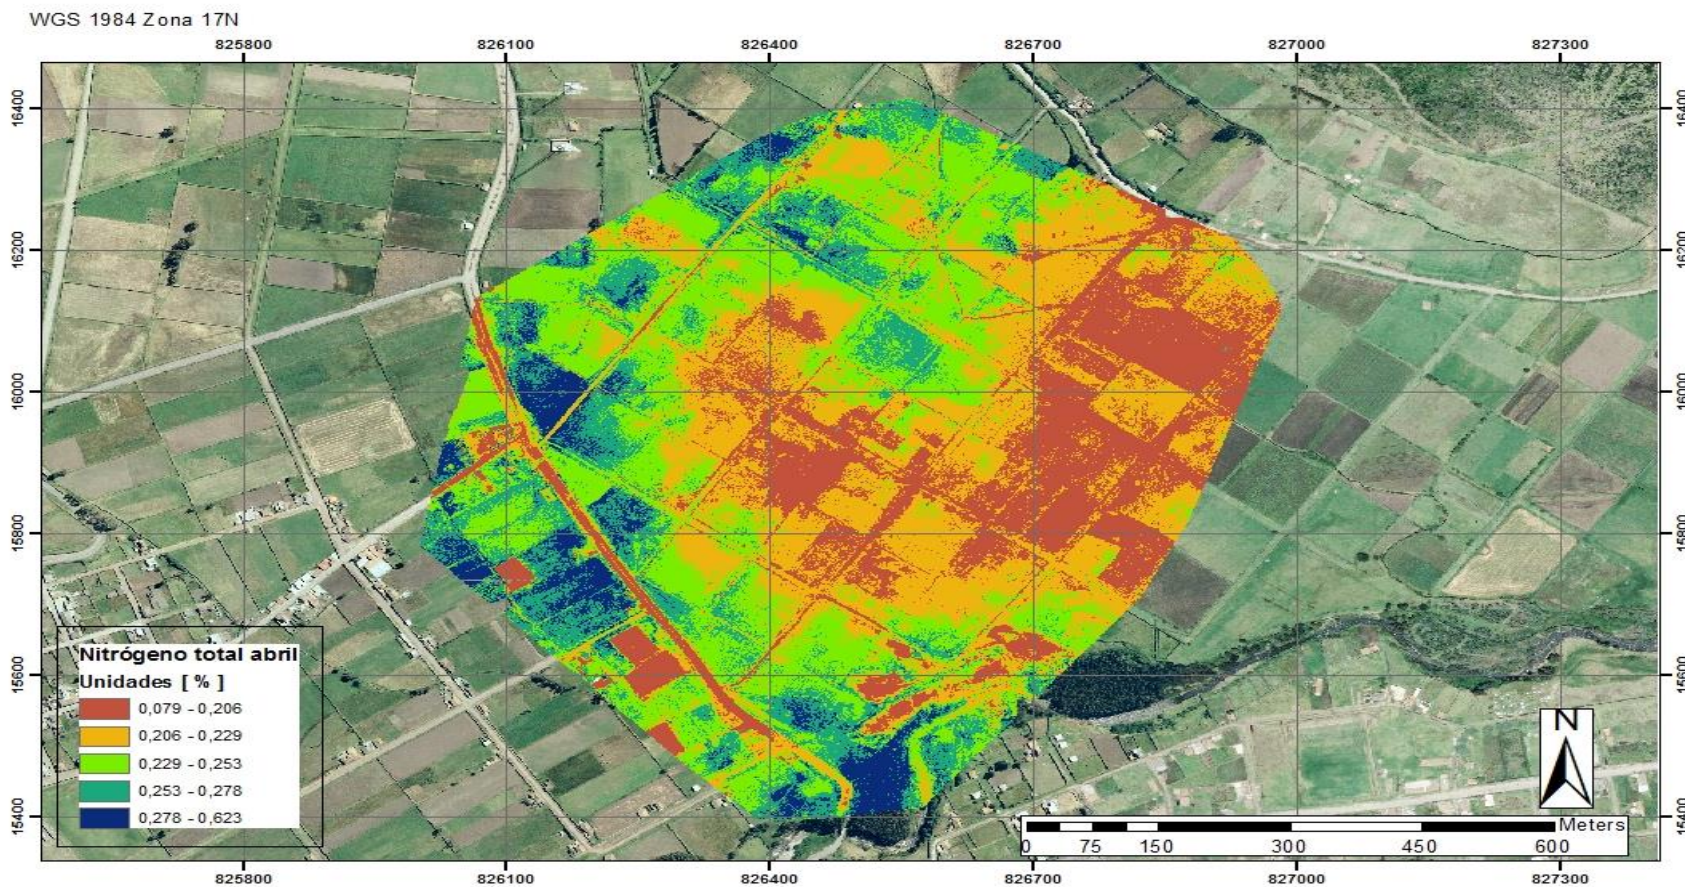 WGS 1984 Zona 17N
825800 826100 826400 826700 827000 827300
16400 16400
16200 16200
16000 16000
15800 15800
15600 15600
15400 15400
Nitrógeno total abril
Unidades [ % ]
0,079 - 0,206
0,206 - 0,229
0,229 - 0,253
0,253 - 0,278
0,278 - 0,623
N
Meters
0 75 150 300 450 600
825800 826100 826400 826700 827000 827300